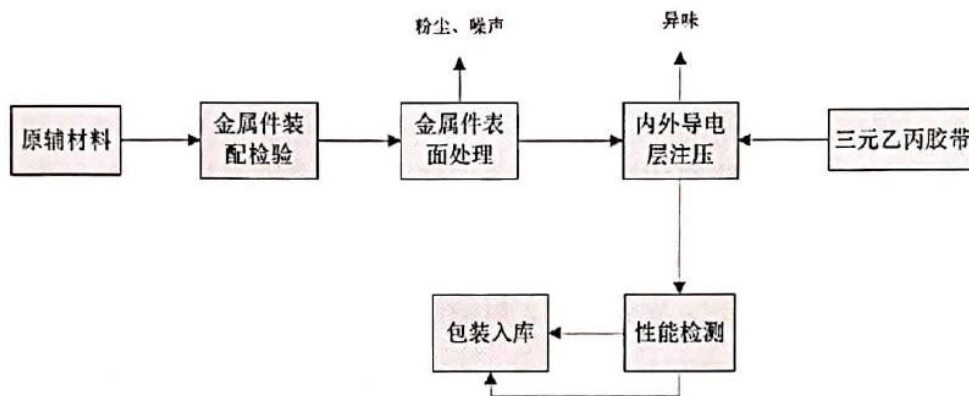 粉尘、噪声
异味
原辅材料
金属件装
配检验
金属件表
面处理
内外导电
层注压
三元乙丙胶带
包装入库
性能检测